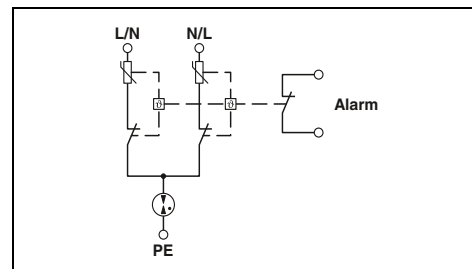 L/N N/L
ϑ ϑ
Alarm
PE